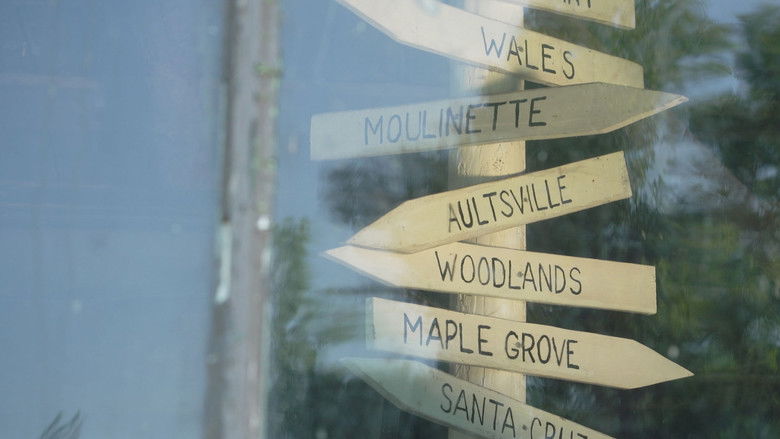 WALES
MOULINETTE
AULTSVILLE
WOODLANDS
MAPLE GROVE
SANTA CRUZ